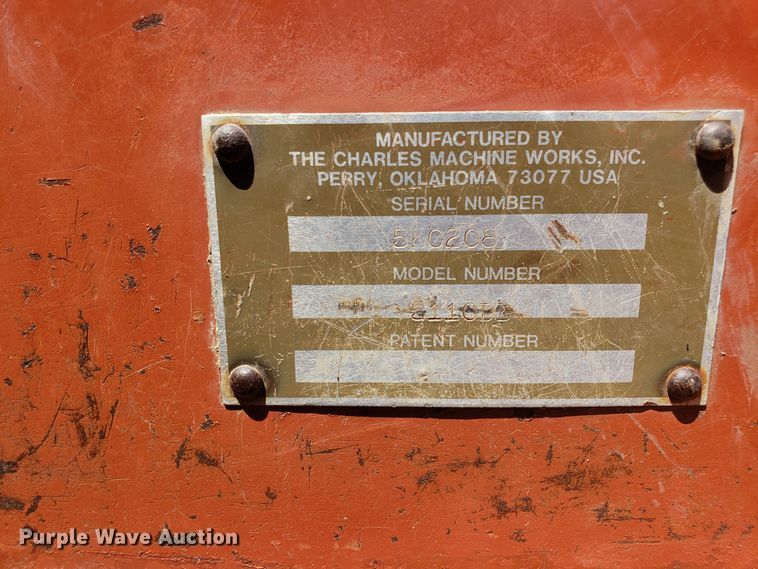 MANUFACTURED BY
THE CHARLES MACHINE WORKS, INC.
PERRY, OKLAHOMA 73077 USA
SERIAL NUMBER
MODEL NUMBER
PATENT NUMBER
Purple Wave Auction